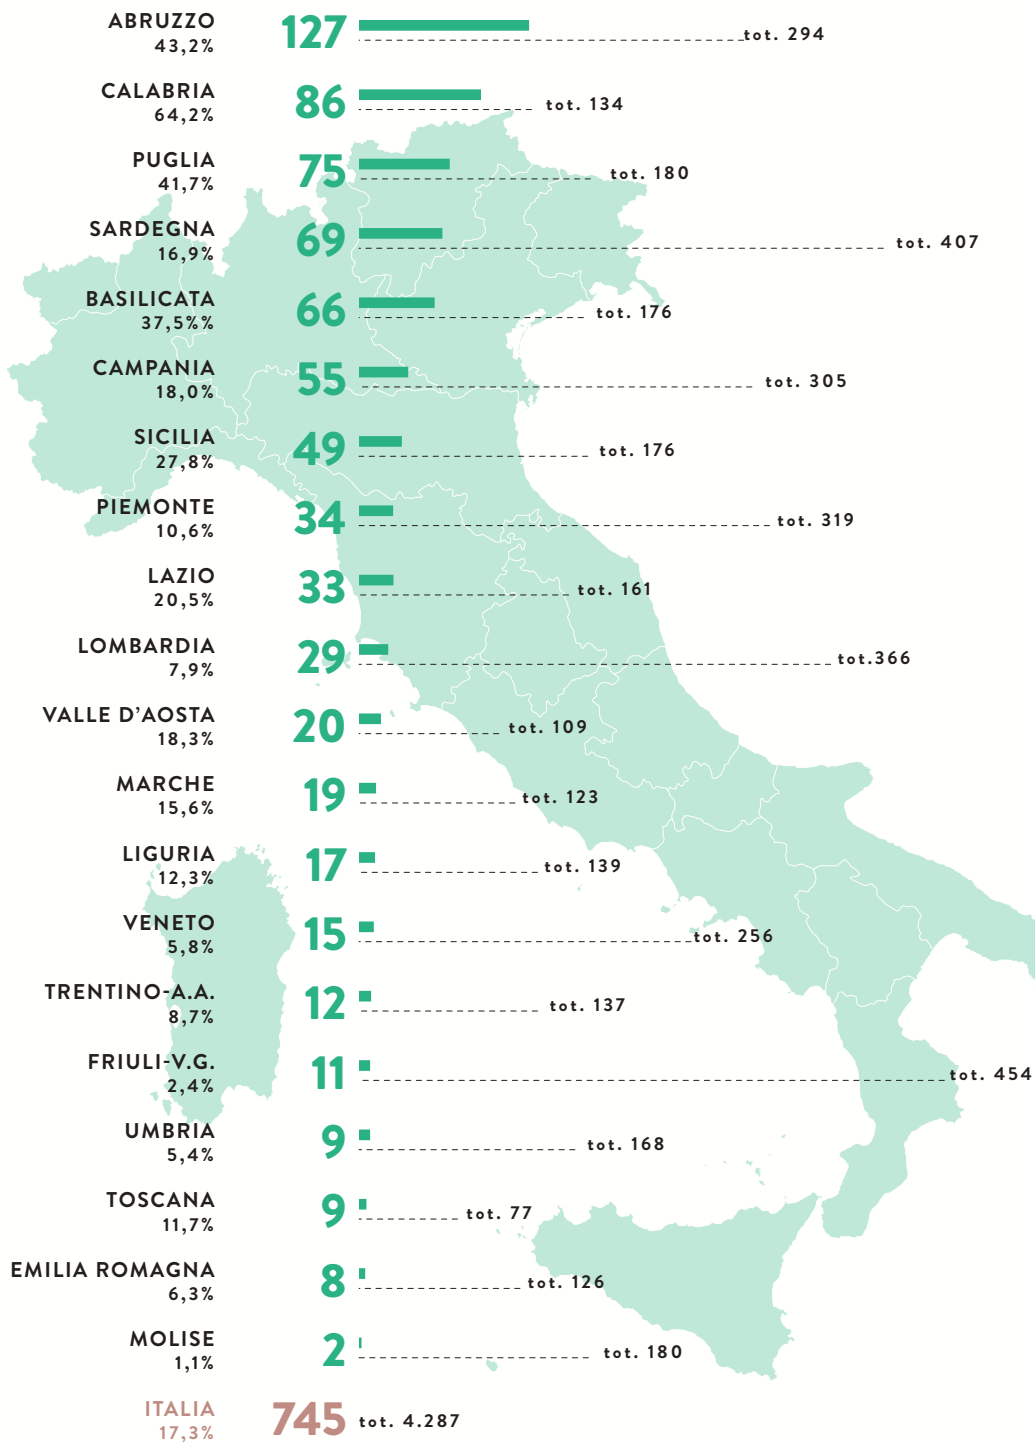 ABRUZZO
43,2%
127
tot. 294
CALABRIA
64,2%
86
tot. 134
PUGLIA
41,7%
75
tot. 180
SARDEGNA
16,9%
69
tot. 407
BASILICATA
37,5%%
66
tot. 176
CAMPANIA
18,0%
55
tot. 305
SICILIA
27,8%
49
tot. 176
PIEMONTE
10,6%
34
tot. 319
LAZIO
20,5%
33
tot. 161
LOMBARDIA
7,9%
29
tot.366
VALLE D'AOSTA
18,3%
20
tot. 109
MARCHE
15,6%
19
tot. 123
LIGURIA
12,3%
17
tot. 139
VENETO
5,8%
15
tot. 256
TRENTINO-A.A.
8,7%
12
tot. 137
FRIULI-V.G.
2,4%
11
tot. 454
UMBRIA
5,4%
9
tot. 168
TOSCANA
11,7%
9
tot. 77
EMILIA ROMAGNA
6,3%
8
tot. 126
MOLISE
1,1%
2
tot. 180
ITALIA
17,3%
745
tot. 4.287